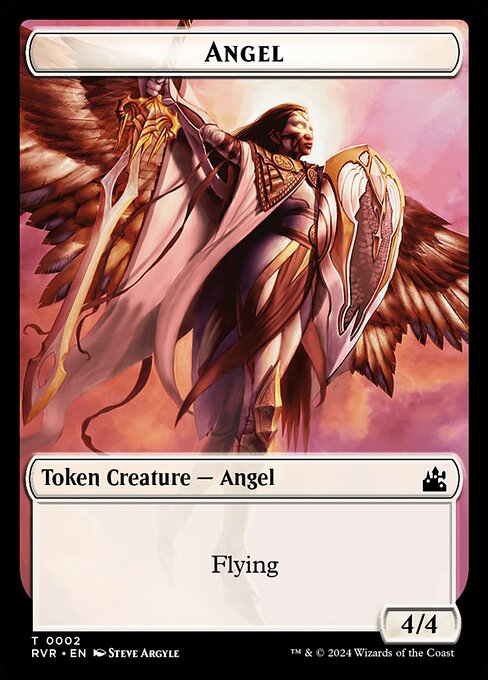 Angel
Token Creature — Angel
Flying
4/4
T 0002
RVR • EN Steve Argyle
™ & © 2024 Wizards of the Coast